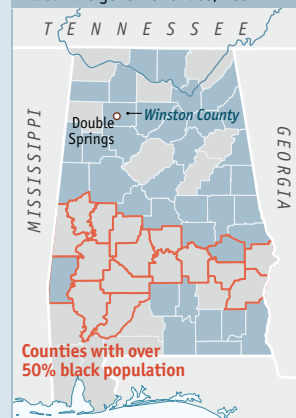 TENNESSEE
MISSISSIPPI
GEORGIA
Winston County
Double
Springs
Counties with over
50% black population